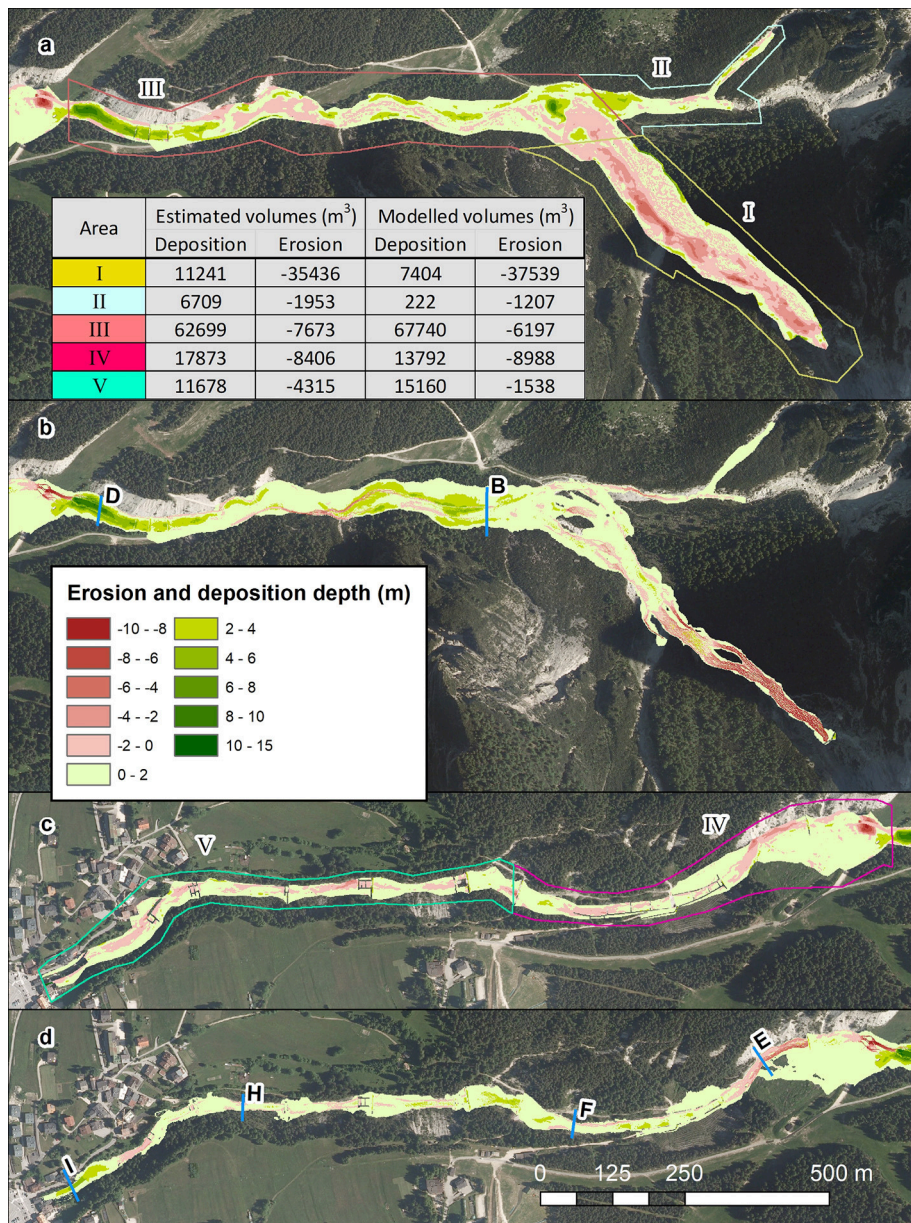 a
III
II
I
Area Estimated volumes (m³) Modelled volumes (m³)
Deposition Erosion Deposition Erosion
I 11241 -35436 7404 -37539
II 6709 -1953 222 -1207
III 62699 -7673 67740 -6197
IV 17873 -8406 13792 -8988
V 11678 -4315 15160 -1538
b
D
B
Erosion and deposition depth (m)
-10 - -8 2 - 4
-8 - -6 4 - 6
-6 - -4 6 - 8
-4 - -2 8 - 10
-2 - 0 10 - 15
0 - 2
c
V
IV
d
H
F
E
I
0 125 250 500 m